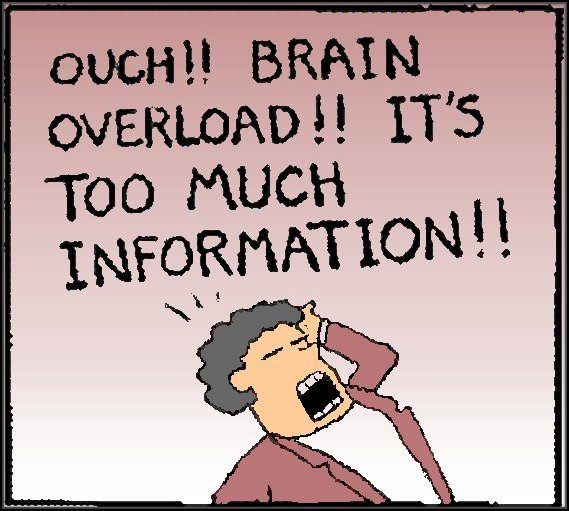 OUCH!! BRAIN
OVERLOAD!! IT'S
TOO MUCH
INFORMATION!!